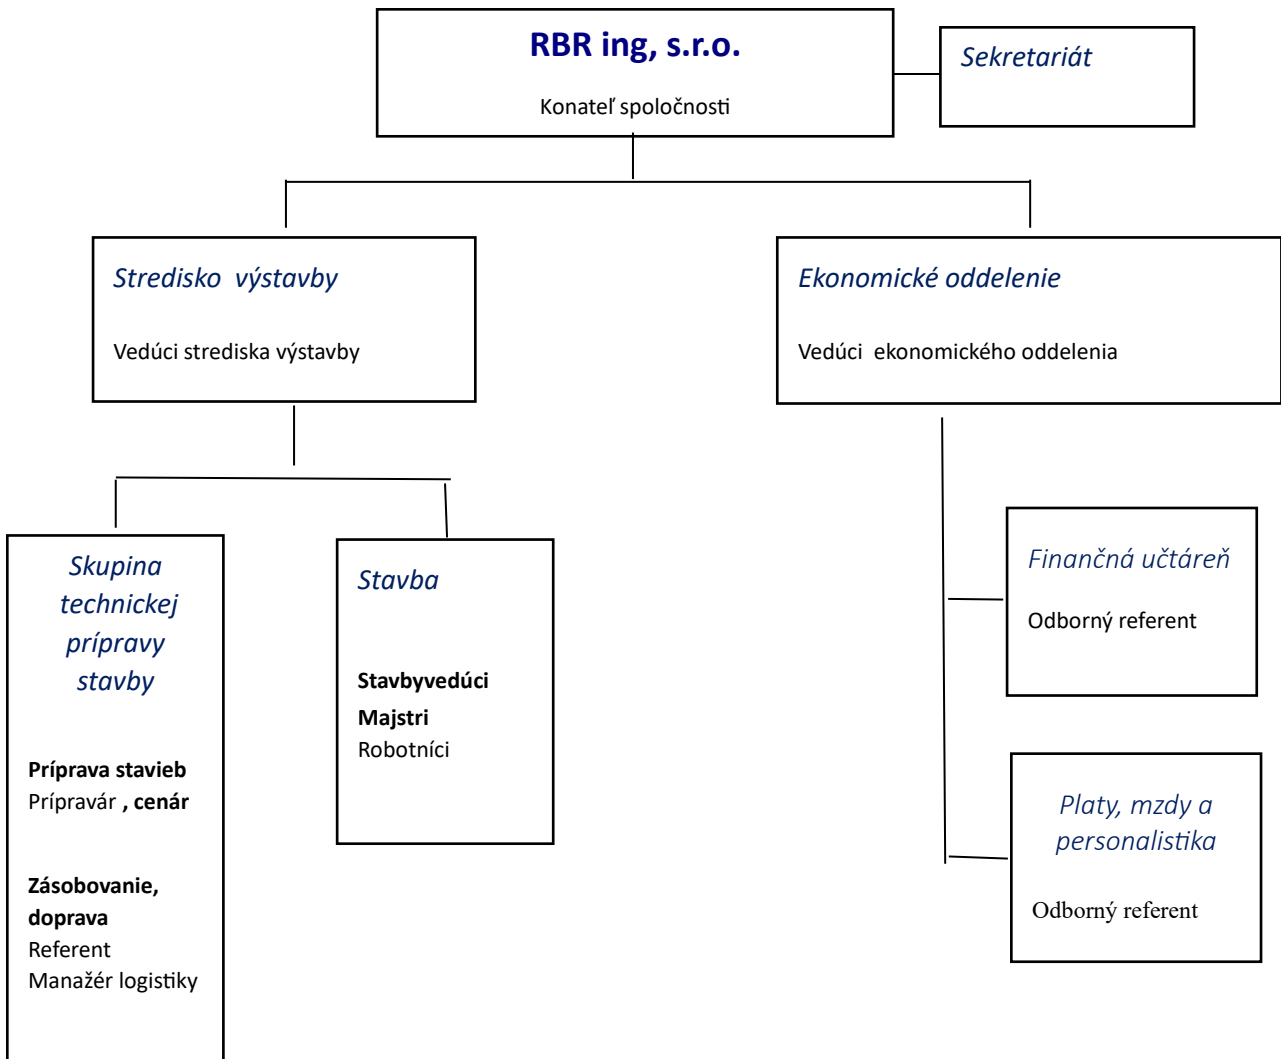 RBR ing, s.r.o.
Konateľ spoločnosti
Sekretariát
Stredisko  výstavby
Vedúci strediska výstavby
Ekonomické oddelenie
Vedúci  ekonomického oddelenia
Skupina
technickej
prípravy
stavby
Príprava stavieb
Prípravár , cenár
Zásobovanie,
doprava
Referent
Manažér logistiky
Stavba
Stavbyvedúci
Majstri
Robotníci
Finančná učtáreň
Odborný referent
Platy, mzdy a
personalistika
Odborný referent